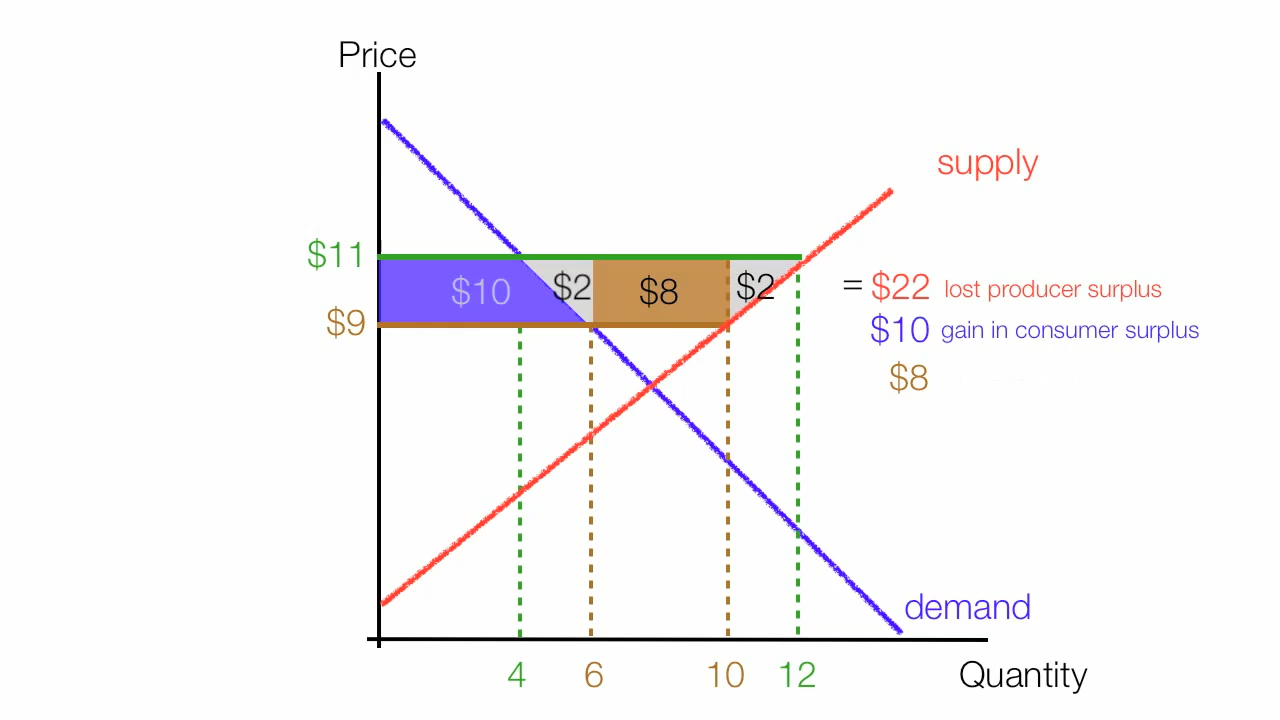 Price
supply
$11
$10 $2 $8 $2 = $22 lost producer surplus
$9
$10 gain in consumer surplus
$8
demand
4 6 10 12 Quantity